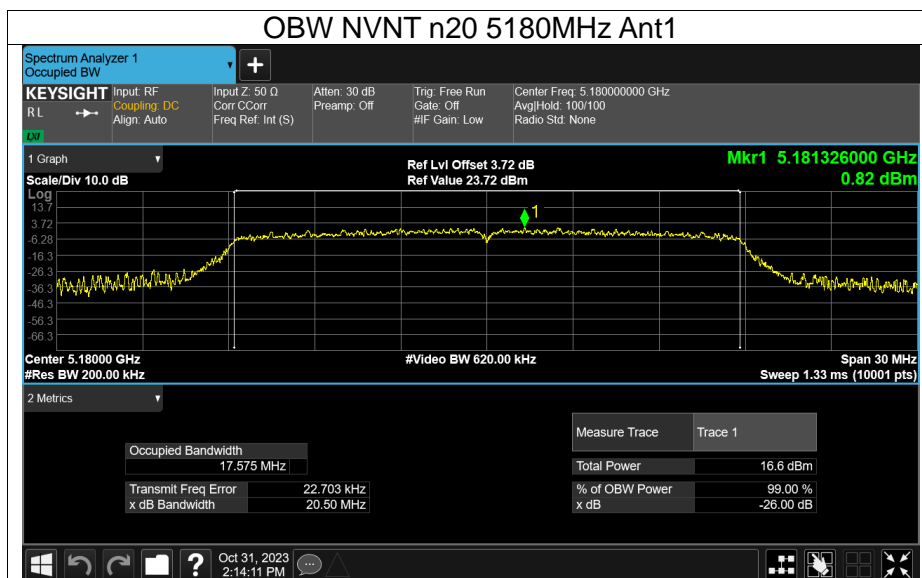 OBW NVNT n20 5180MHz Ant1
Spectrum Analyzer 1
Occupied BW
+
KEYSIGHT
R L
LXI
Input: RF
Coupling: DC
Align: Auto
Input Z: 50 Ω
Corr CCorr
Freq Ref: Int (S)
Atten: 30 dB
Preamp: Off
Trig: Free Run
Gate: Off
#IF Gain: Low
Center Freq: 5.180000000 GHz
Avg|Hold: 100/100
Radio Std: None
1 Graph
Scale/Div 10.0 dB
Ref Lvl Offset 3.72 dB
Ref Value 23.72 dBm
Mkr1 5.181326000 GHz
0.82 dBm
Log
13.7
3.72
-6.28
-16.3
-26.3
-36.3
-46.3
-56.3
-66.3
1
Center 5.18000 GHz
#Res BW 200.00 kHz
#Video BW 620.00 kHz
Span 30 MHz
Sweep 1.33 ms (10001 pts)
2 Metrics
Measure Trace Trace 1
Occupied Bandwidth
17.575 MHz
Total Power 16.6 dBm
Transmit Freq Error 22.703 kHz
% of OBW Power 99.00 %
x dB Bandwidth 20.50 MHz
x dB -26.00 dB
?
Oct 31, 2023
2:14:11 PM